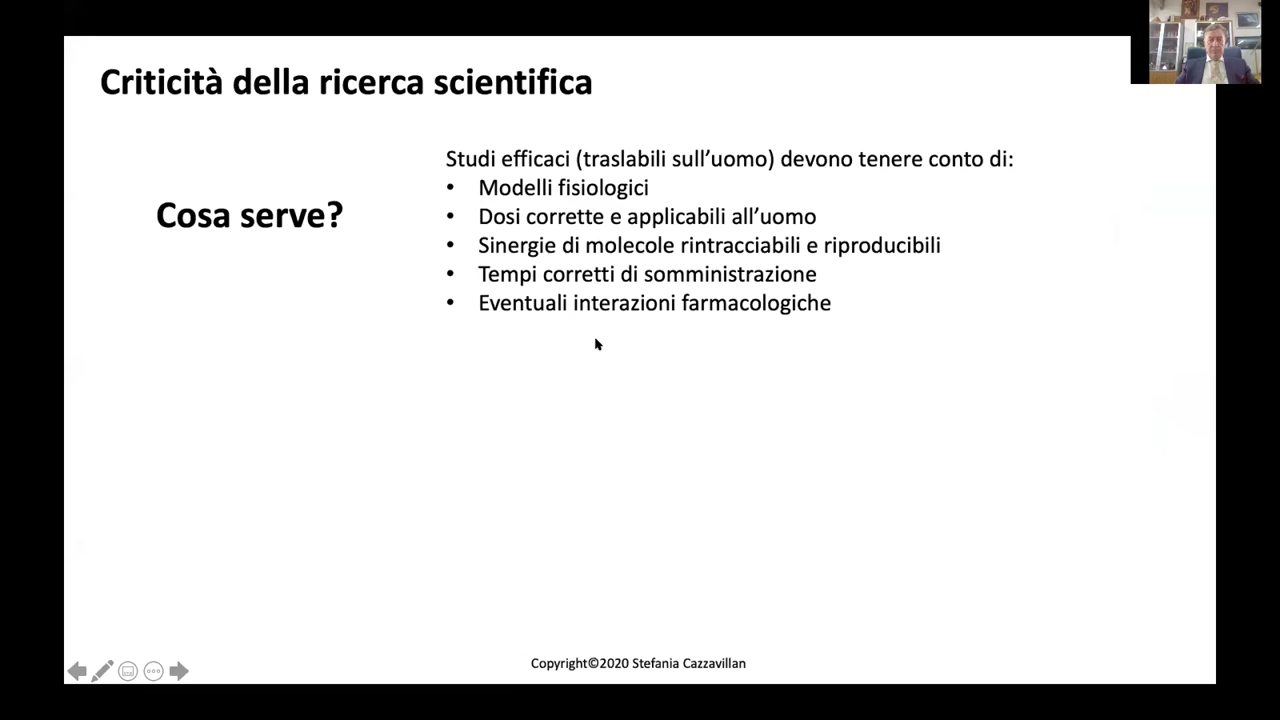 Criticità della ricerca scientifica
Studi efficaci (traslabili sull’uomo) devono tenere conto di:
Cosa serve?
• Modelli fisiologici
• Dosi corrette e applicabili all’uomo
• Sinergie di molecole rintracciabili e riproducibili
• Tempi corretti di somministrazione
• Eventuali interazioni farmacologiche
Copyright©2020 Stefania Cazzavillan